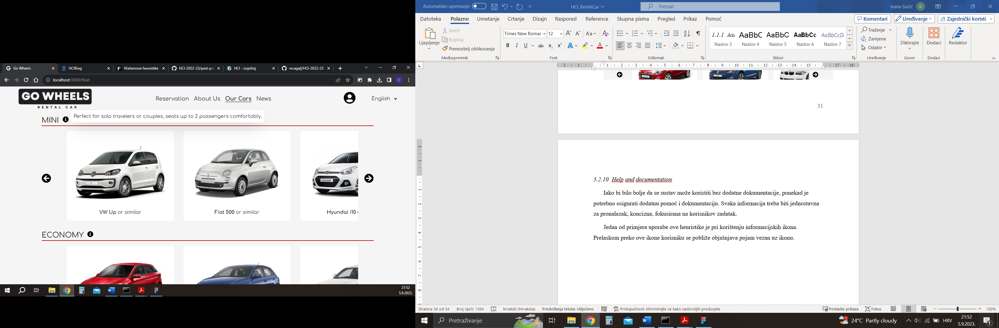 Go Wheels
HCIBlog
Nielsenove heuristike
HCI-2022-23/past-pro
HCI - izvještaj
mcagalj/HCI-2022-23
localhost:3000/fleet
GO WHEELS
RENTAL CAR
Reservation About Us Our Cars News
English
MINI
Perfect for solo travelers or couples, seats up to 2 passengers comfortably.
VW Up or similar
Fiat 500 or similar
Hyundai i10
ECONOMY
21:52
5.9.2023.
Automatsko spremanje
HCI_RentACar
Pretraži
Ivana Sučić IS
Datoteka Polazno Umetanje Crtanje Dizajn Raspored Reference Skupna pisma Pregled Prikaz Pomoć
Komentari Uređivanje Zajednički koristi
Lijepljenje
Izreži
Kopiraj
Prenositelj oblikovanja
Međuspremnik
Times New Romar 12
Font
Odlomak
1.1.1 Aal AaBbC AaBbC AaBbCc AaBbCcD
Naslov 3 Naslov 4 Naslov 5 Naslov 6 Naslov 7
Stilovi
Traženje
Zamjena
Odabir
Uređivanje
Diktirajte
Govor
Dodaci
Dodaci
Redaktor
31
5.2.10 Help and documentation
Iako bi bilo bolje da se sustav može koristiti bez dodatne dokumentacije, ponekad je
potrebno osigurati dodatnu pomoć i dokumentaciju. Svaka informacija treba biti jednostavna
za pronalazak, koncizna, fokusirana na korisnikov zadatak.
Jedan od primjera uporabe ove heuristike je pri korištenju informacijskih ikona.
Prelaskom preko ove ikone korisniku se pobliže objašnjava pojam vezan uz ikonu.
Stranica 34 od 34 Broj riječi: 1564 hrvatski (Hrvatska) Predviđanja teksta: Uključeno Pristupačnost: informirajte se kako zadovoljiti preduvjete
Postavke prikaza Fokus 100%
Pretraživanje
24°C Partly cloudy
HRV
21:52
5.9.2023.